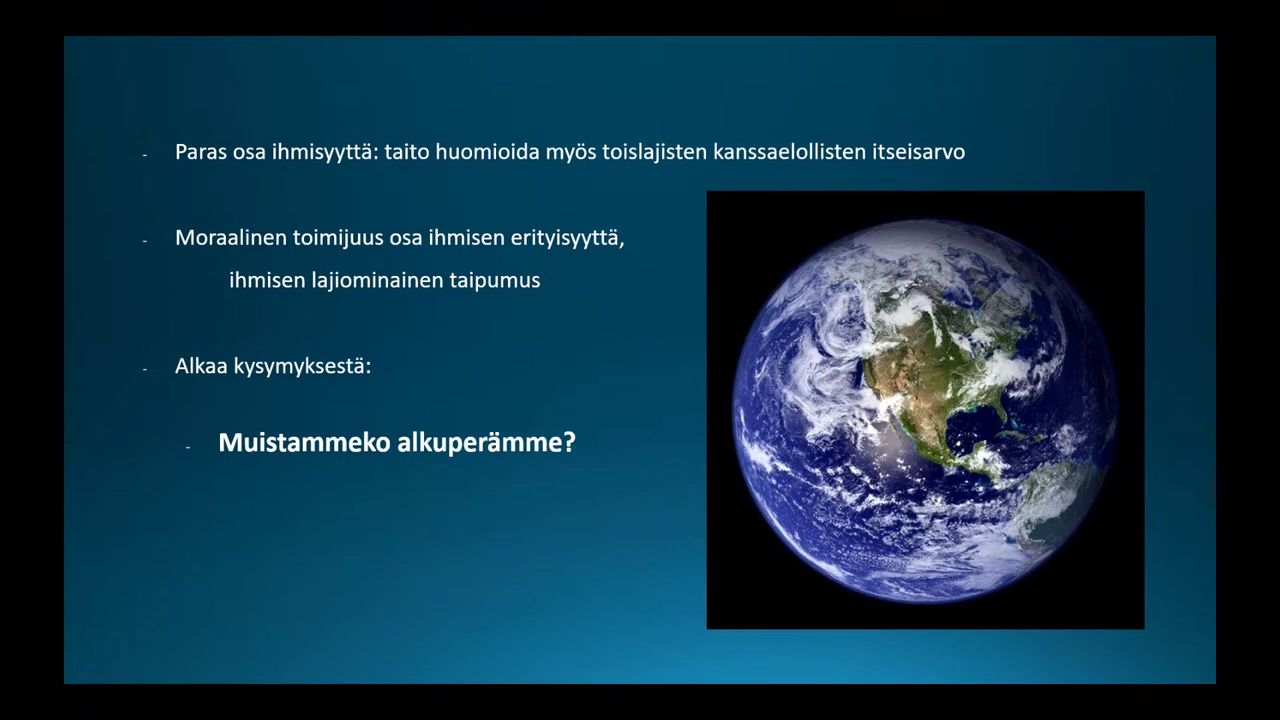 - Paras osa ihmisyyttä: taito huomioida myös toislajisten kanssaelollisten itseisarvo
- Moraalinen toimijuus osa ihmisen erityisyyttä,
ihmisen lajiominainen taipumus
- Alkaa kysymyksestä:
- Muistammeko alkuperämme?